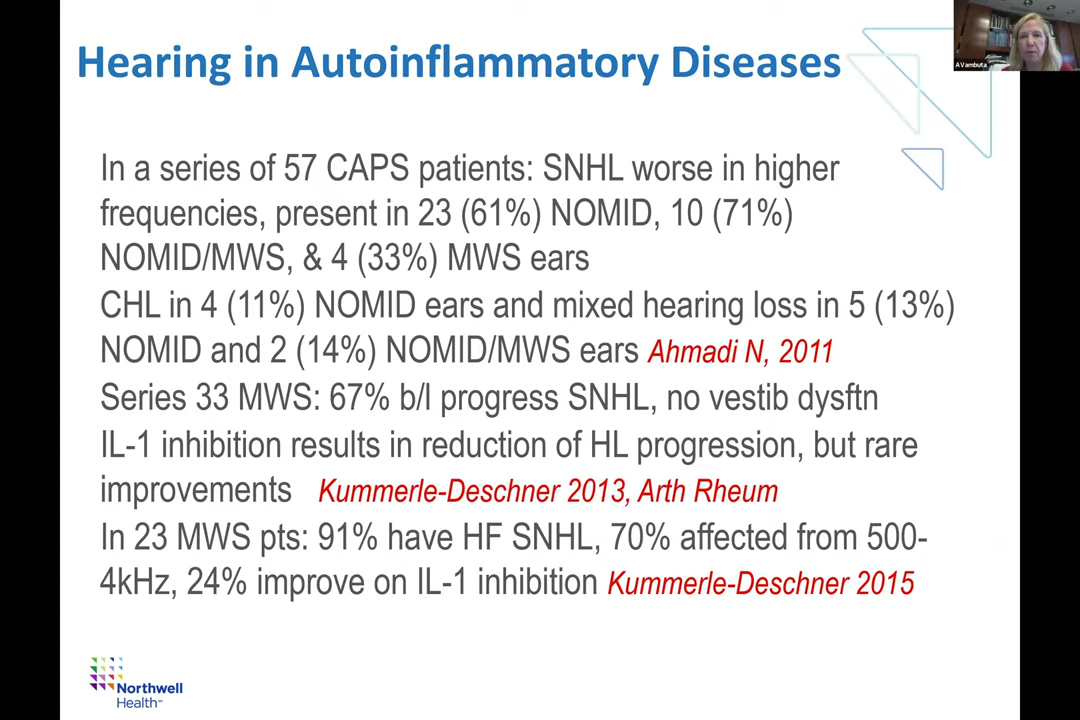 Hearing in Autoinflammatory Diseases
A Vambuta
In a series of 57 CAPS patients: SNHL worse in higher
frequencies, present in 23 (61%) NOMID, 10 (71%)
NOMID/MWS, & 4 (33%) MWS ears
CHL in 4 (11%) NOMID ears and mixed hearing loss in 5 (13%)
NOMID and 2 (14%) NOMID/MWS ears Ahmadi N, 2011
Series 33 MWS: 67% b/l progress SNHL, no vestib dysftn
IL-1 inhibition results in reduction of HL progression, but rare
improvements Kummerle-Deschner 2013, Arth Rheum
In 23 MWS pts: 91% have HF SNHL, 70% affected from 500-
4kHz, 24% improve on IL-1 inhibition Kummerle-Deschner 2015
Northwell
Health℠